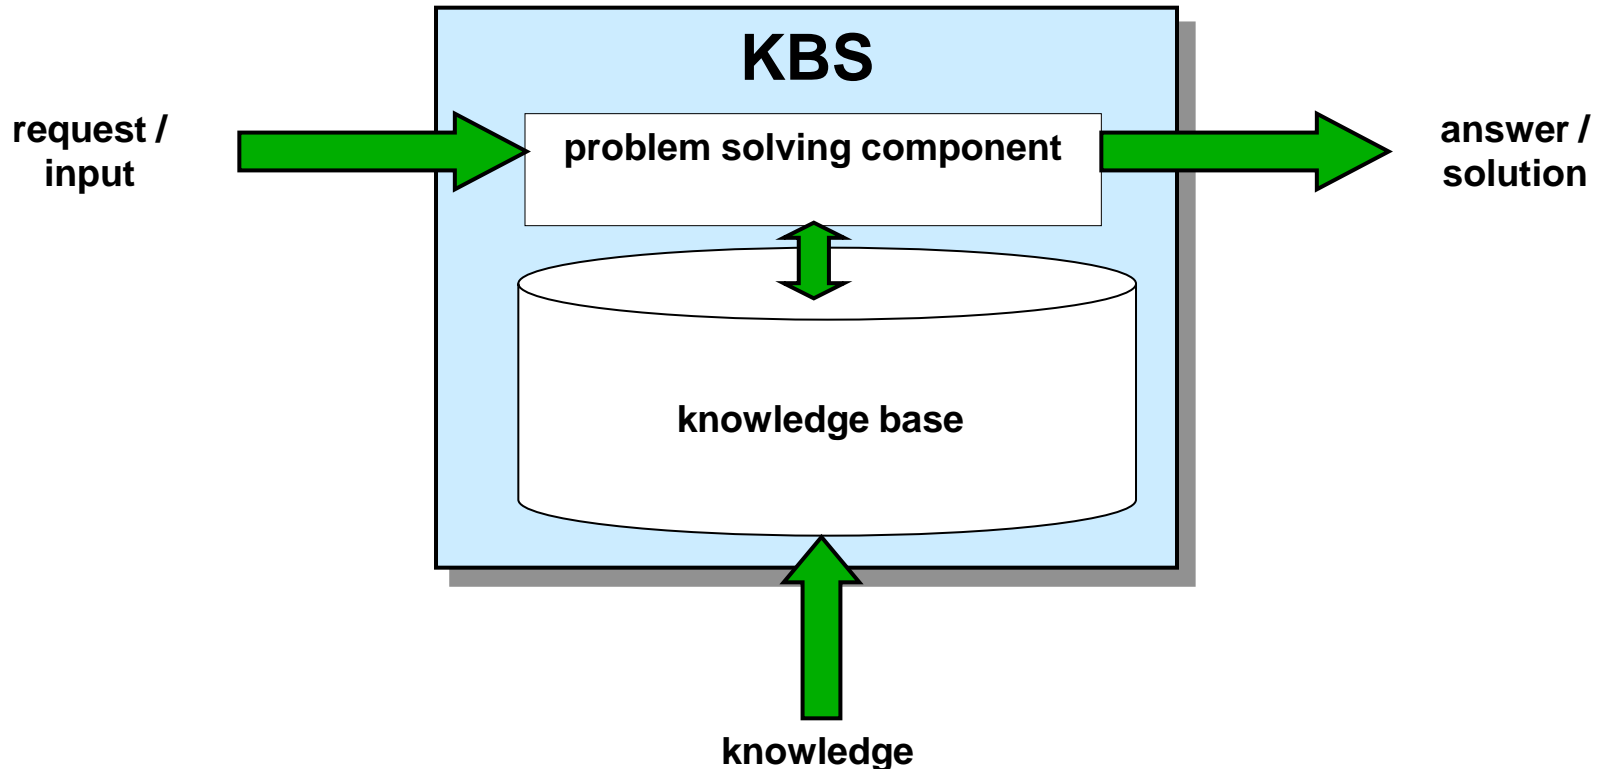 KBS
request /
input
problem solving component
answer /
solution
knowledge base
knowledge